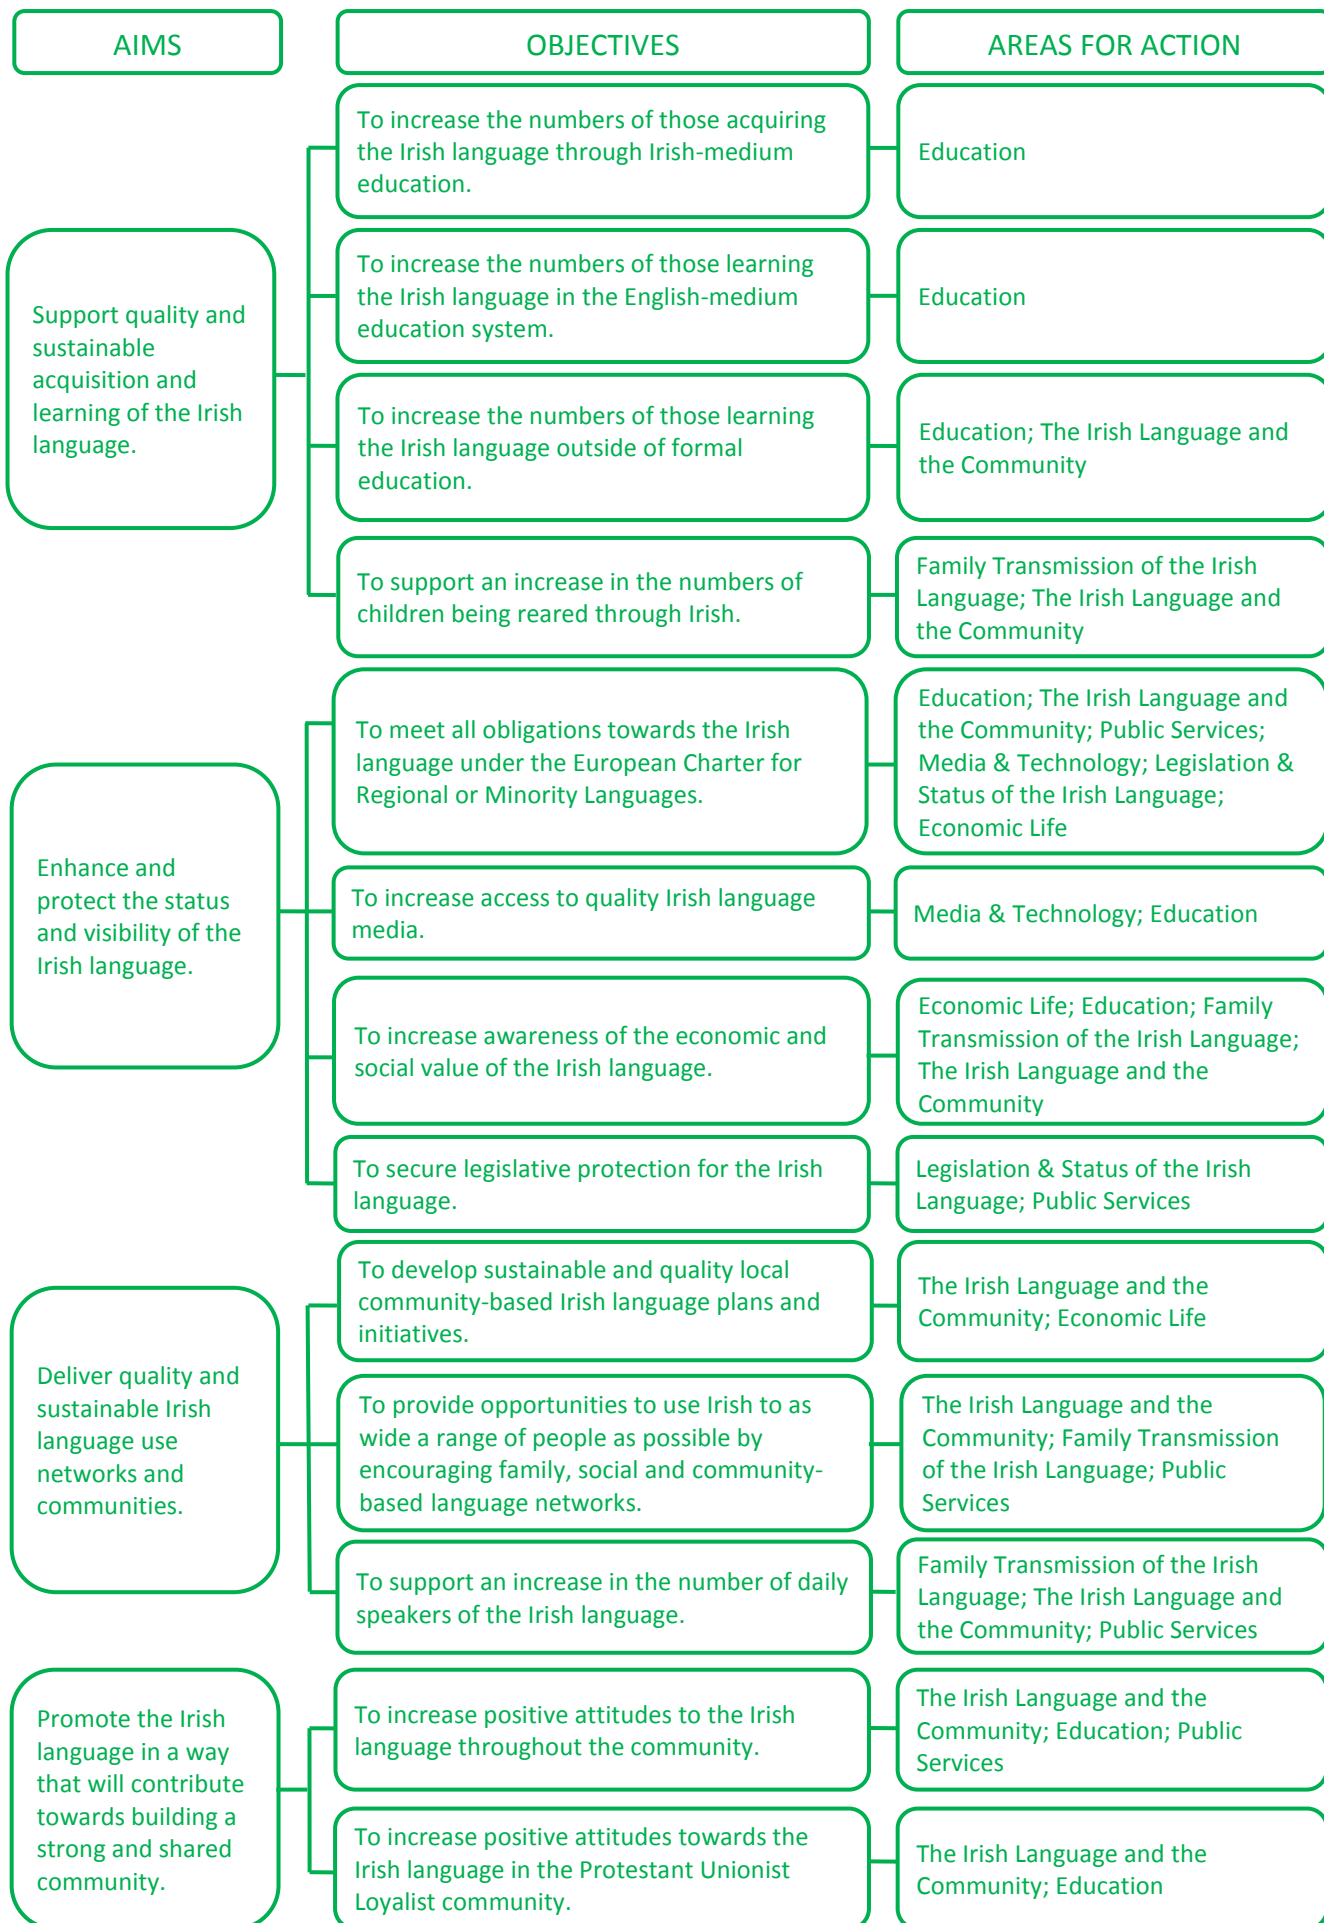 AIMS
OBJECTIVES
AREAS FOR ACTION
Support quality and
sustainable
acquisition and
learning of the Irish
language.
To increase the numbers of those acquiring
the Irish language through Irish-medium
education.
Education
To increase the numbers of those learning
the Irish language in the English-medium
education system.
Education
To increase the numbers of those learning
the Irish language outside of formal
education.
Education; The Irish Language and
the Community
To support an increase in the numbers of
children being reared through Irish.
Family Transmission of the Irish
Language; The Irish Language and
the Community
Enhance and
protect the status
and visibility of the
Irish language.
To meet all obligations towards the Irish
language under the European Charter for
Regional or Minority Languages.
Education; The Irish Language and
the Community; Public Services;
Media & Technology; Legislation &
Status of the Irish Language;
Economic Life
To increase access to quality Irish language
media.
Media & Technology; Education
To increase awareness of the economic and
social value of the Irish language.
Economic Life; Education; Family
Transmission of the Irish Language;
The Irish Language and the
Community
To secure legislative protection for the Irish
language.
Legislation & Status of the Irish
Language; Public Services
Deliver quality and
sustainable Irish
language use
networks and
communities.
To develop sustainable and quality local
community-based Irish language plans and
initiatives.
The Irish Language and the
Community; Economic Life
To provide opportunities to use Irish to as
wide a range of people as possible by
encouraging family, social and community-
based language networks.
The Irish Language and the
Community; Family Transmission
of the Irish Language; Public
Services
To support an increase in the number of daily
speakers of the Irish language.
Family Transmission of the Irish
Language; The Irish Language and
the Community; Public Services
Promote the Irish
language in a way
that will contribute
towards building a
strong and shared
community.
To increase positive attitudes to the Irish
language throughout the community.
The Irish Language and the
Community; Education; Public
Services
To increase positive attitudes towards the
Irish language in the Protestant Unionist
Loyalist community.
The Irish Language and the
Community; Education